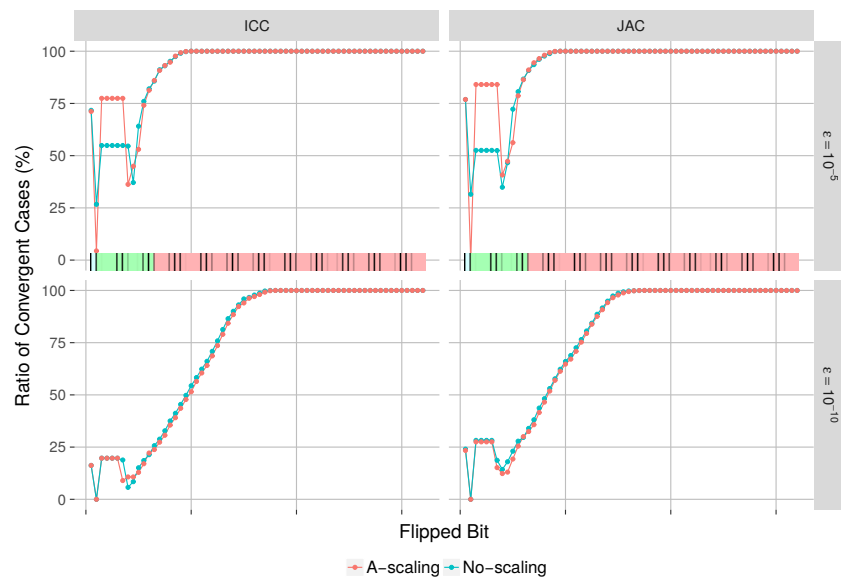 ICC
JAC
100
75
50
25
0
ε = 10⁻⁵
100
75
50
25
0
ε = 10⁻¹⁰
Ratio of Convergent Cases (%)
Flipped Bit
A−scaling No−scaling